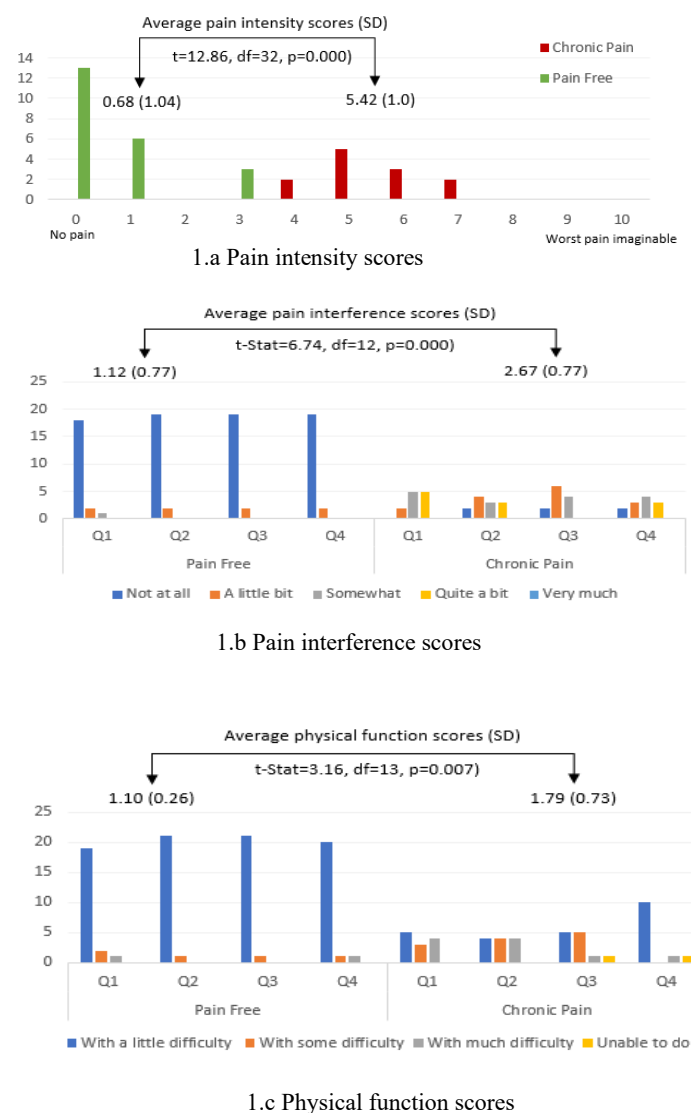 Average pain intensity scores (SD)
t=12.86, df=32, p=0.000)
Chronic Pain
Pain Free
0.68 (1.04)
5.42 (1.0)
14
12
10
8
6
4
2
0
0 1 2 3 4 5 6 7 8 9 10
No pain
Worst pain imaginable
1.a Pain intensity scores
Average pain interference scores (SD)
t-Stat=6.74, df=12, p=0.000)
1.12 (0.77)
2.67 (0.77)
25
20
15
10
5
0
Q1 Q2 Q3 Q4 Q1 Q2 Q3 Q4
Pain Free
Chronic Pain
Not at all A little bit Somewhat Quite a bit Very much
1.b Pain interference scores
Average physical function scores (SD)
t-Stat=3.16, df=13, p=0.007)
1.10 (0.26)
1.79 (0.73)
25
20
15
10
5
0
Q1 Q2 Q3 Q4 Q1 Q2 Q3 Q4
Pain Free
Chronic Pain
With a little difficulty With some difficulty With much difficulty Unable to do
1.c Physical function scores